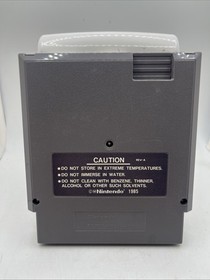 CAUTION REV-A
•DO NOT STORE IN EXTREME TEMPERATURES.
•DO NOT IMMERSE IN WATER.
•DO NOT CLEAN WITH BENZENE, THINNER,
ALCOHOL OR OTHER SUCH SOLVENTS.
©Nintendo 1985